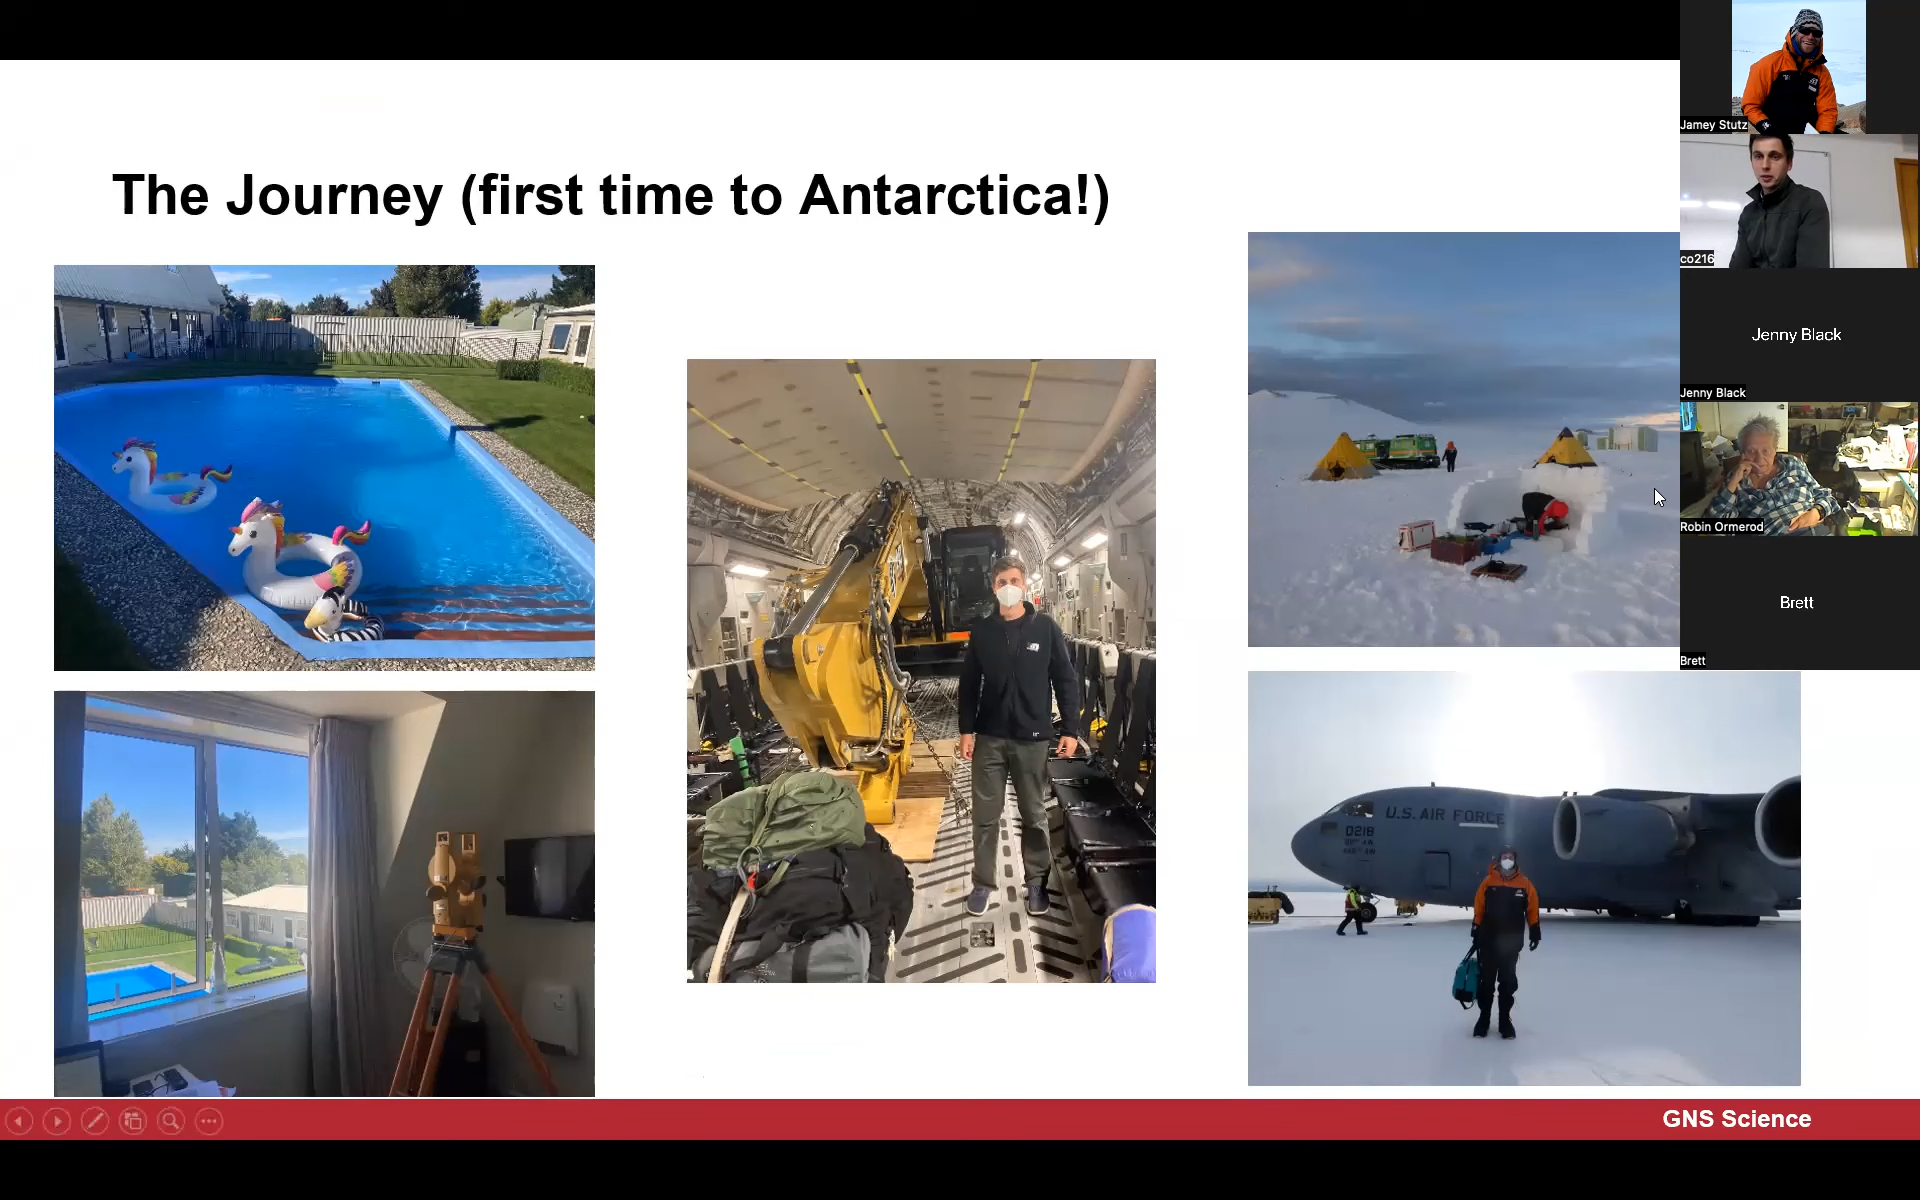 The Journey (first time to Antarctica!)
Jamey Stutz
co216
Jenny Black
Jenny Black
Robin Ormerod
Brett
Brett
U.S. AIR FORCE
0218
GNS Science